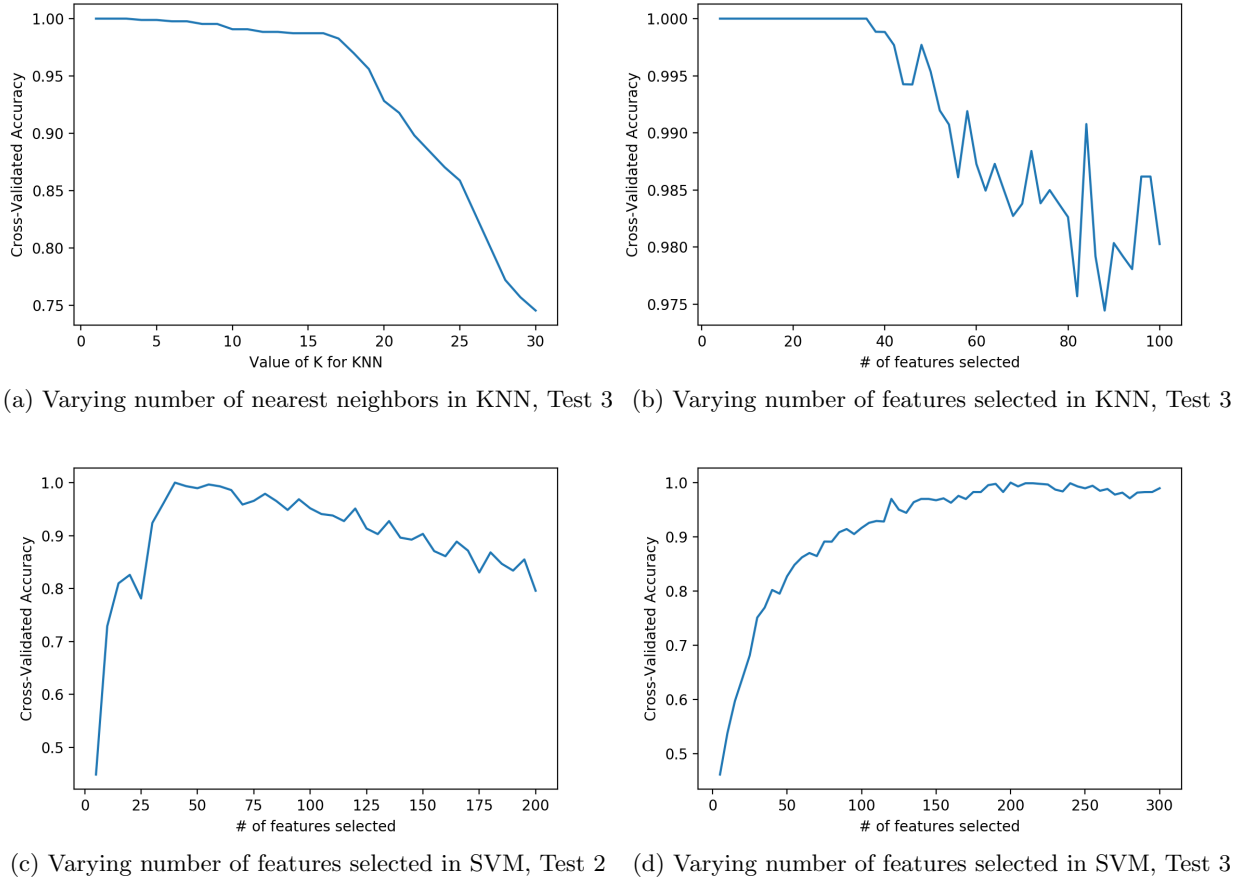 1.00
0.95
0.90
0.85
0.80
0.75
Cross-Validated Accuracy
0 5 10 15 20 25 30
Value of K for KNN
(a) Varying number of nearest neighbors in KNN, Test 3
1.000
0.995
0.990
0.985
0.980
0.975
Cross-Validated Accuracy
0 20 40 60 80 100
# of features selected
(b) Varying number of features selected in KNN, Test 3
1.0
0.9
0.8
0.7
0.6
0.5
Cross-Validated Accuracy
0 25 50 75 100 125 150 175 200
# of features selected
(c) Varying number of features selected in SVM, Test 2
1.0
0.9
0.8
0.7
0.6
0.5
Cross-Validated Accuracy
0 50 100 150 200 250 300
# of features selected
(d) Varying number of features selected in SVM, Test 3